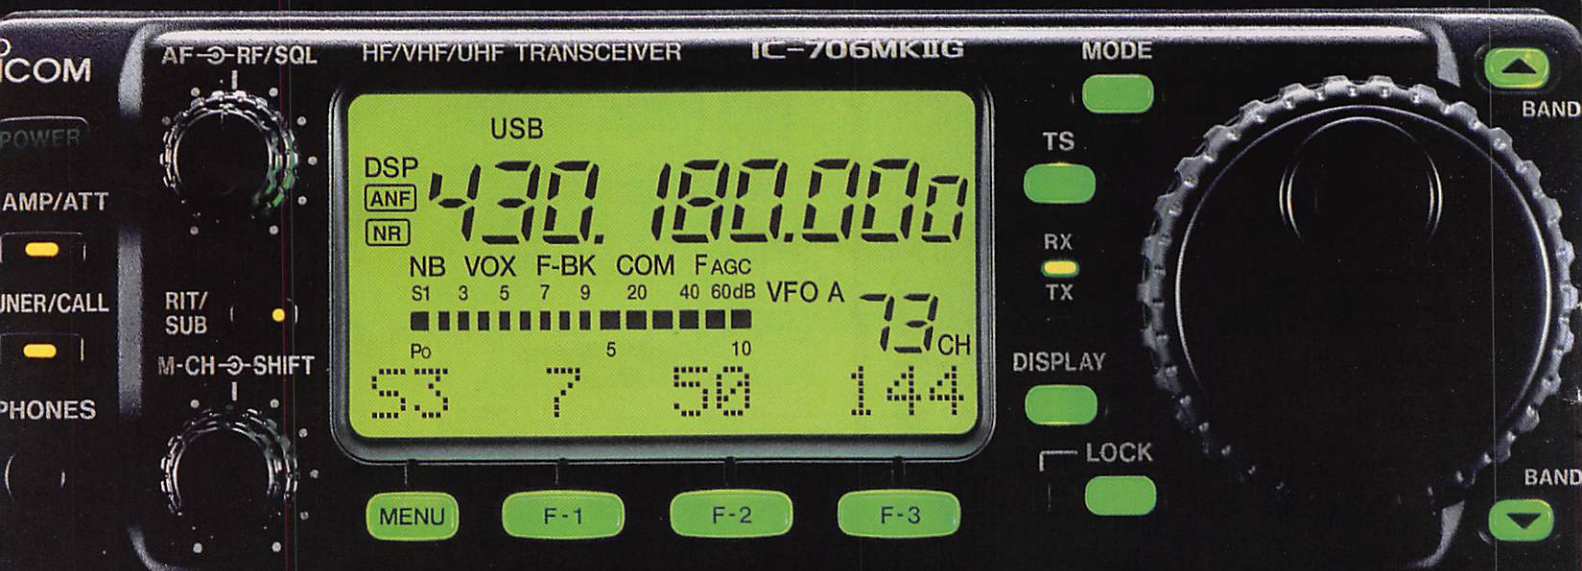 ICOM
POWER
AMP/ATT
UNER/CALL
PHONES
AF RF/SQL
RIT/
SUB
M-CH SHIFT
HF/VHF/UHF TRANSCEIVER IC-706MKIIG
USB
DSP
ANF
NR
430.180.000
NB VOX F-BK COM FAGC
S1 3 5 7 9 20 40 60dB VFO A 73CH
Po 5 10
S3 7 50 144
MENU F-1 F-2 F-3
MODE
TS
RX
TX
DISPLAY
LOCK
BAND
BAND